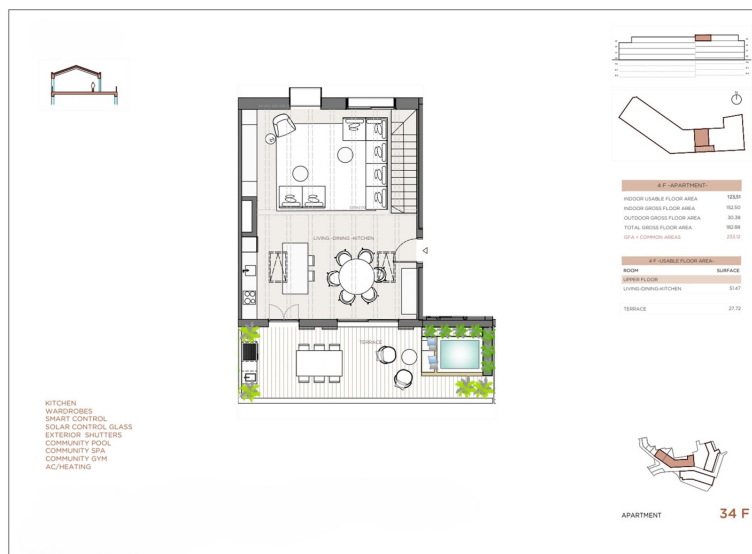 4 F -APARTMENT-
INDOOR USABLE FLOOR AREA 123,51
INDOOR GROSS FLOOR AREA 152.50
OUTDOOR GROSS FLOOR AREA 30.38
TOTAL GROSS FLOOR AREA 182.88
GFA + COMMON AREAS
4 F -USABLE FLOOR AREA-
ROOM SURFACE
UPPER FLOOR
LIVING-DINING-KITCHEN 51.47
TERRACE 27.72
LIVING-DINING-KITCHEN
TERRACE
KITCHEN
WARDROBES
SMART CONTROL
SOLAR CONTROL GLASS
EXTERIOR SHUTTERS
COMMUNITY POOL
COMMUNITY SPA
COMMUNITY GYM
AC/HEATING
APARTMENT 34 F